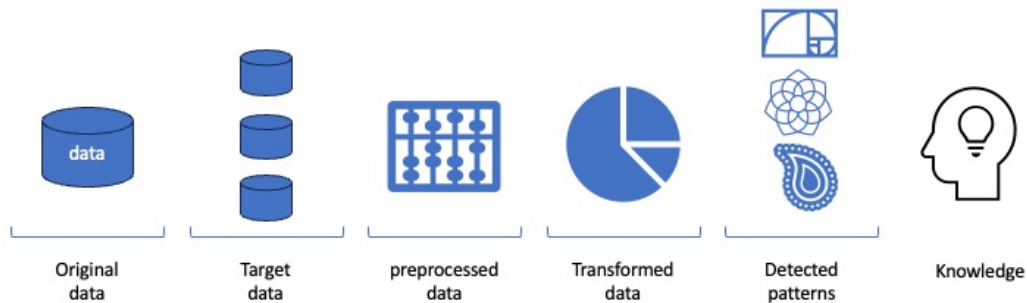 data
Original
data
Target
data
preprocessed
data
Transformed
data
Detected
patterns
Knowledge